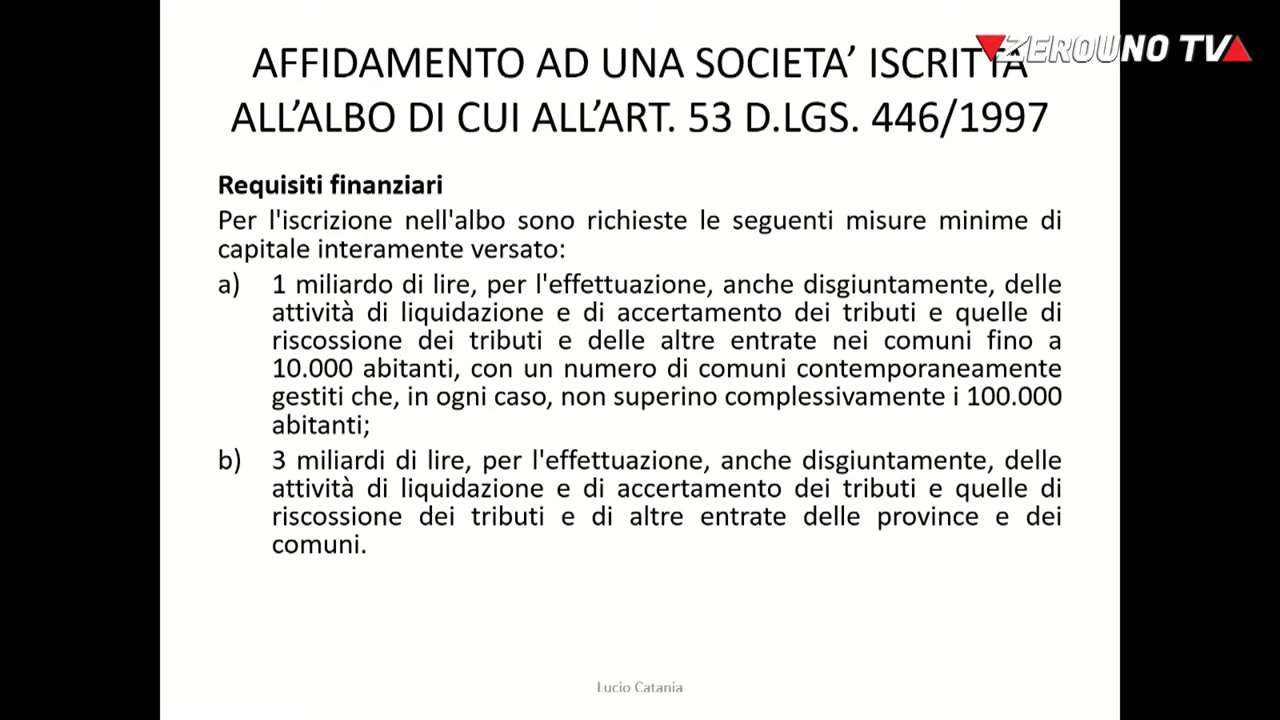 ZEROUNO TV
AFFIDAMENTO AD UNA SOCIETA’ ISCRITTA
ALL’ALBO DI CUI ALL’ART. 53 D.LGS. 446/1997
Requisiti finanziari
Per l'iscrizione nell'albo sono richieste le seguenti misure minime di
capitale interamente versato:
a) 1 miliardo di lire, per l'effettuazione, anche disgiuntamente, delle
attività di liquidazione e di accertamento dei tributi e quelle di
riscossione dei tributi e delle altre entrate nei comuni fino a
10.000 abitanti, con un numero di comuni contemporaneamente
gestiti che, in ogni caso, non superino complessivamente i 100.000
abitanti;
b) 3 miliardi di lire, per l'effettuazione, anche disgiuntamente, delle
attività di liquidazione e di accertamento dei tributi e quelle di
riscossione dei tributi e di altre entrate delle province e dei
comuni.
Lucio Catania